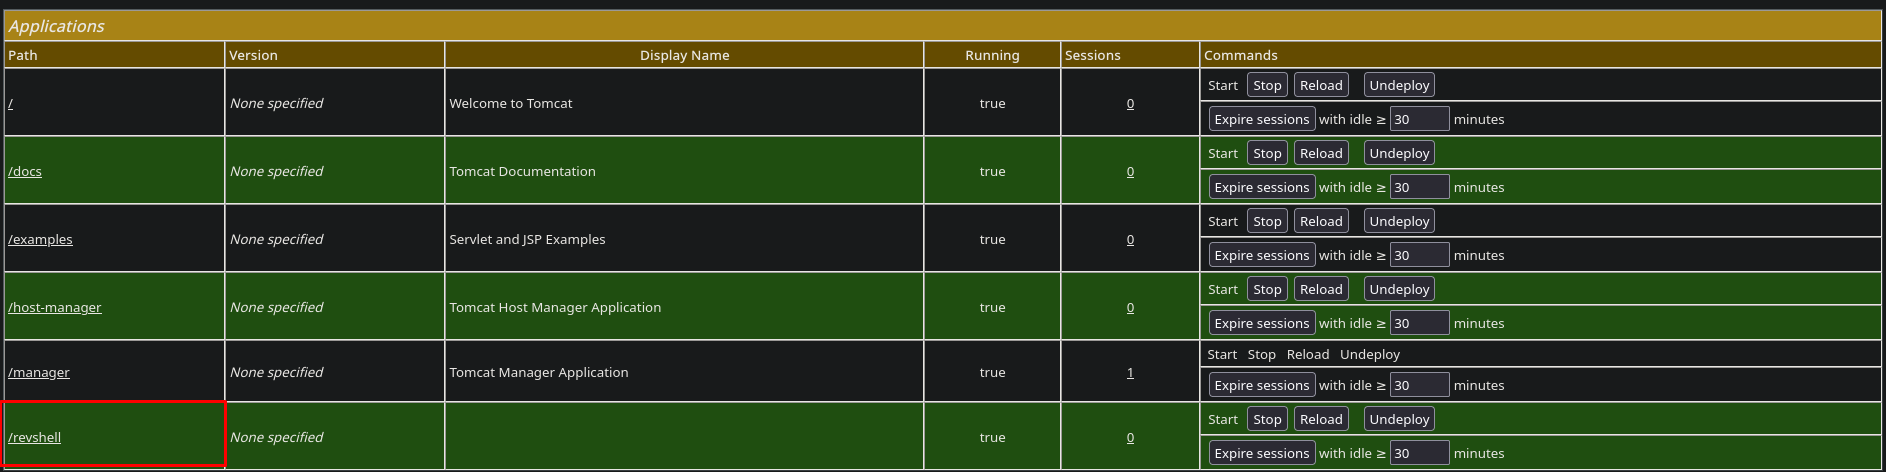 Applications
Path Version Display Name Running Sessions Commands
/ None specified Welcome to Tomcat true 0 Start Stop Reload Undeploy
Expire sessions with idle ≥ 30 minutes
/docs None specified Tomcat Documentation true 0 Start Stop Reload Undeploy
Expire sessions with idle ≥ 30 minutes
/examples None specified Servlet and JSP Examples true 0 Start Stop Reload Undeploy
Expire sessions with idle ≥ 30 minutes
/host-manager None specified Tomcat Host Manager Application true 0 Start Stop Reload Undeploy
Expire sessions with idle ≥ 30 minutes
/manager None specified Tomcat Manager Application true 1 Start Stop Reload Undeploy
Expire sessions with idle ≥ 30 minutes
/revshell None specified true 0 Start Stop Reload Undeploy
Expire sessions with idle ≥ 30 minutes